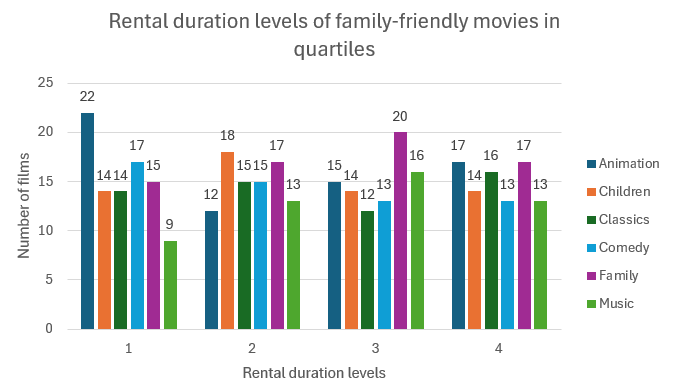 Rental duration levels of family-friendly movies in
quartiles
25
20
15
10
5
0
Number of films
22 14 14 17 15 9
12 18 15 15 17 13
15 14 12 13 20 16
17 14 16 13 17 13
1 2 3 4
Rental duration levels
Animation
Children
Classics
Comedy
Family
Music